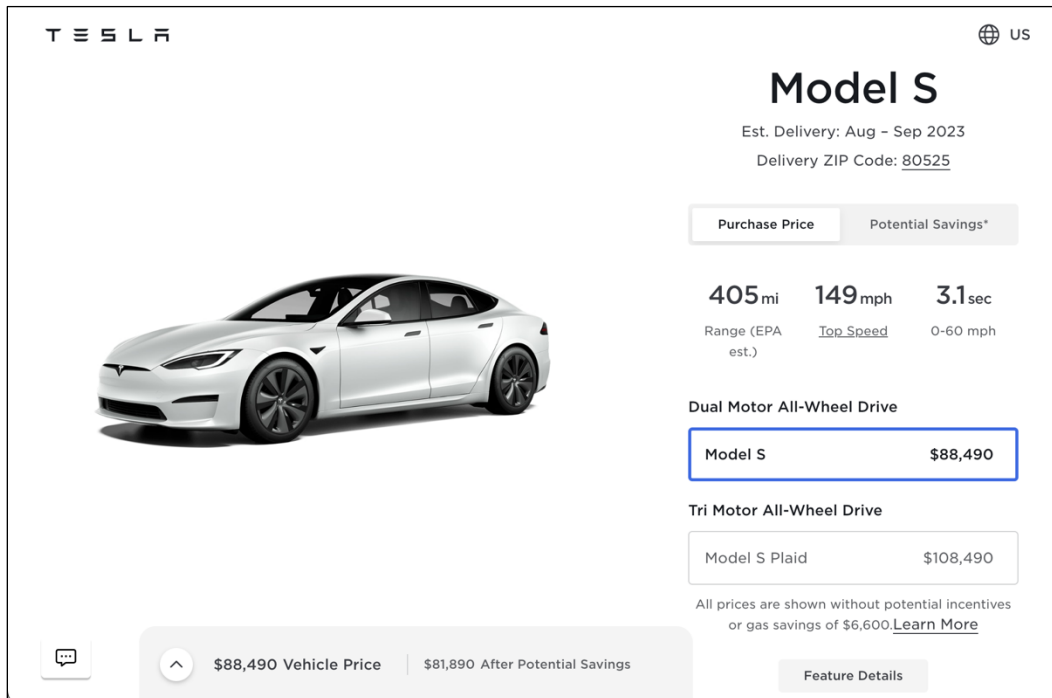 TESLA
US
Model S
Est. Delivery: Aug – Sep 2023
Delivery ZIP Code: 80525
Purchase Price
Potential Savings*
405mi
149mph
3.1sec
Range (EPA
est.)
Top Speed
0-60 mph
Dual Motor All-Wheel Drive
Model S $88,490
Tri Motor All-Wheel Drive
Model S Plaid $108,490
All prices are shown without potential incentives
or gas savings of $6,600.Learn More
$88,490 Vehicle Price
$81,890 After Potential Savings
Feature Details